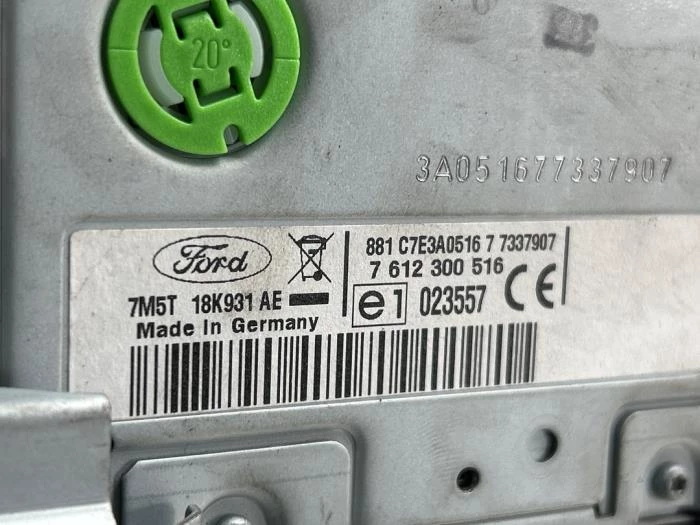 20°
3A051677337907
Ford
881 C7E3A0516 7 7337907
7 612 300 516
7M5T 18K931 AE
e1 023557 CE
Made In Germany